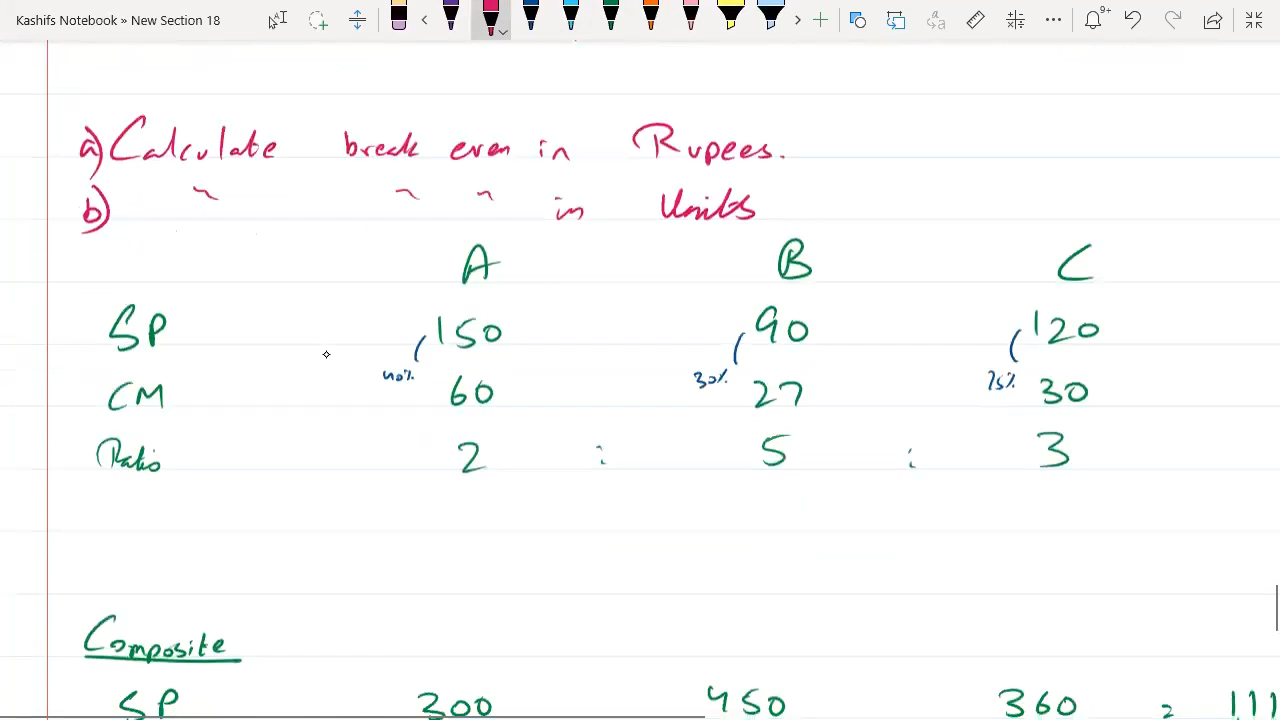 Kashifs Notebook » New Section 18
a) Calculate break even in Rupees.
b) " " " in Units
A B C
SP 150 90 120
40% 30% 25%
CM 60 27 30
Ratio 2 : 5 : 3
Composite
SP 300 450 360 = 111